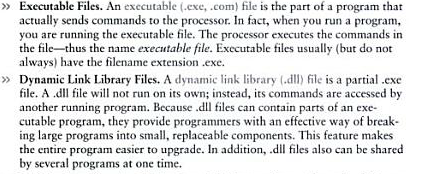 » Executable Files. An executable (.exe, .com) file is the part of a program that
actually sends commands to the processor. In fact, when you run a program,
you are running the executable file. The processor executes the commands in
the file—thus the name executable file. Executable files usually (but do not
always) have the filename extension .exe.
» Dynamic Link Library Files. A dynamic link library (.dll) file is a partial .exe
file. A .dll file will not run on its own; instead, its commands are accessed by
another running program. Because .dll files can contain parts of an exe-
cutable program, they provide programmers with an effective way of break-
ing large programs into small, replaceable components. This feature makes
the entire program easier to upgrade. In addition, .dll files also can be shared
by several programs at one time.